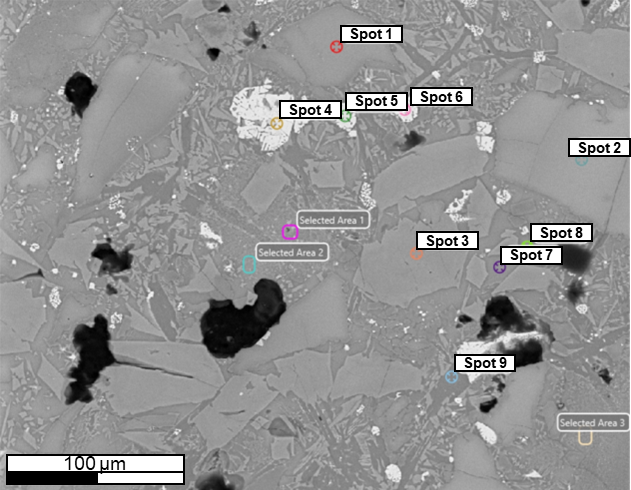 Spot 1
Spot 4
Spot 5
Spot 6
Spot 2
Selected Area 1
Spot 3
Spot 8
Selected Area 2
Spot 7
Spot 9
Selected Area 3
100 µm